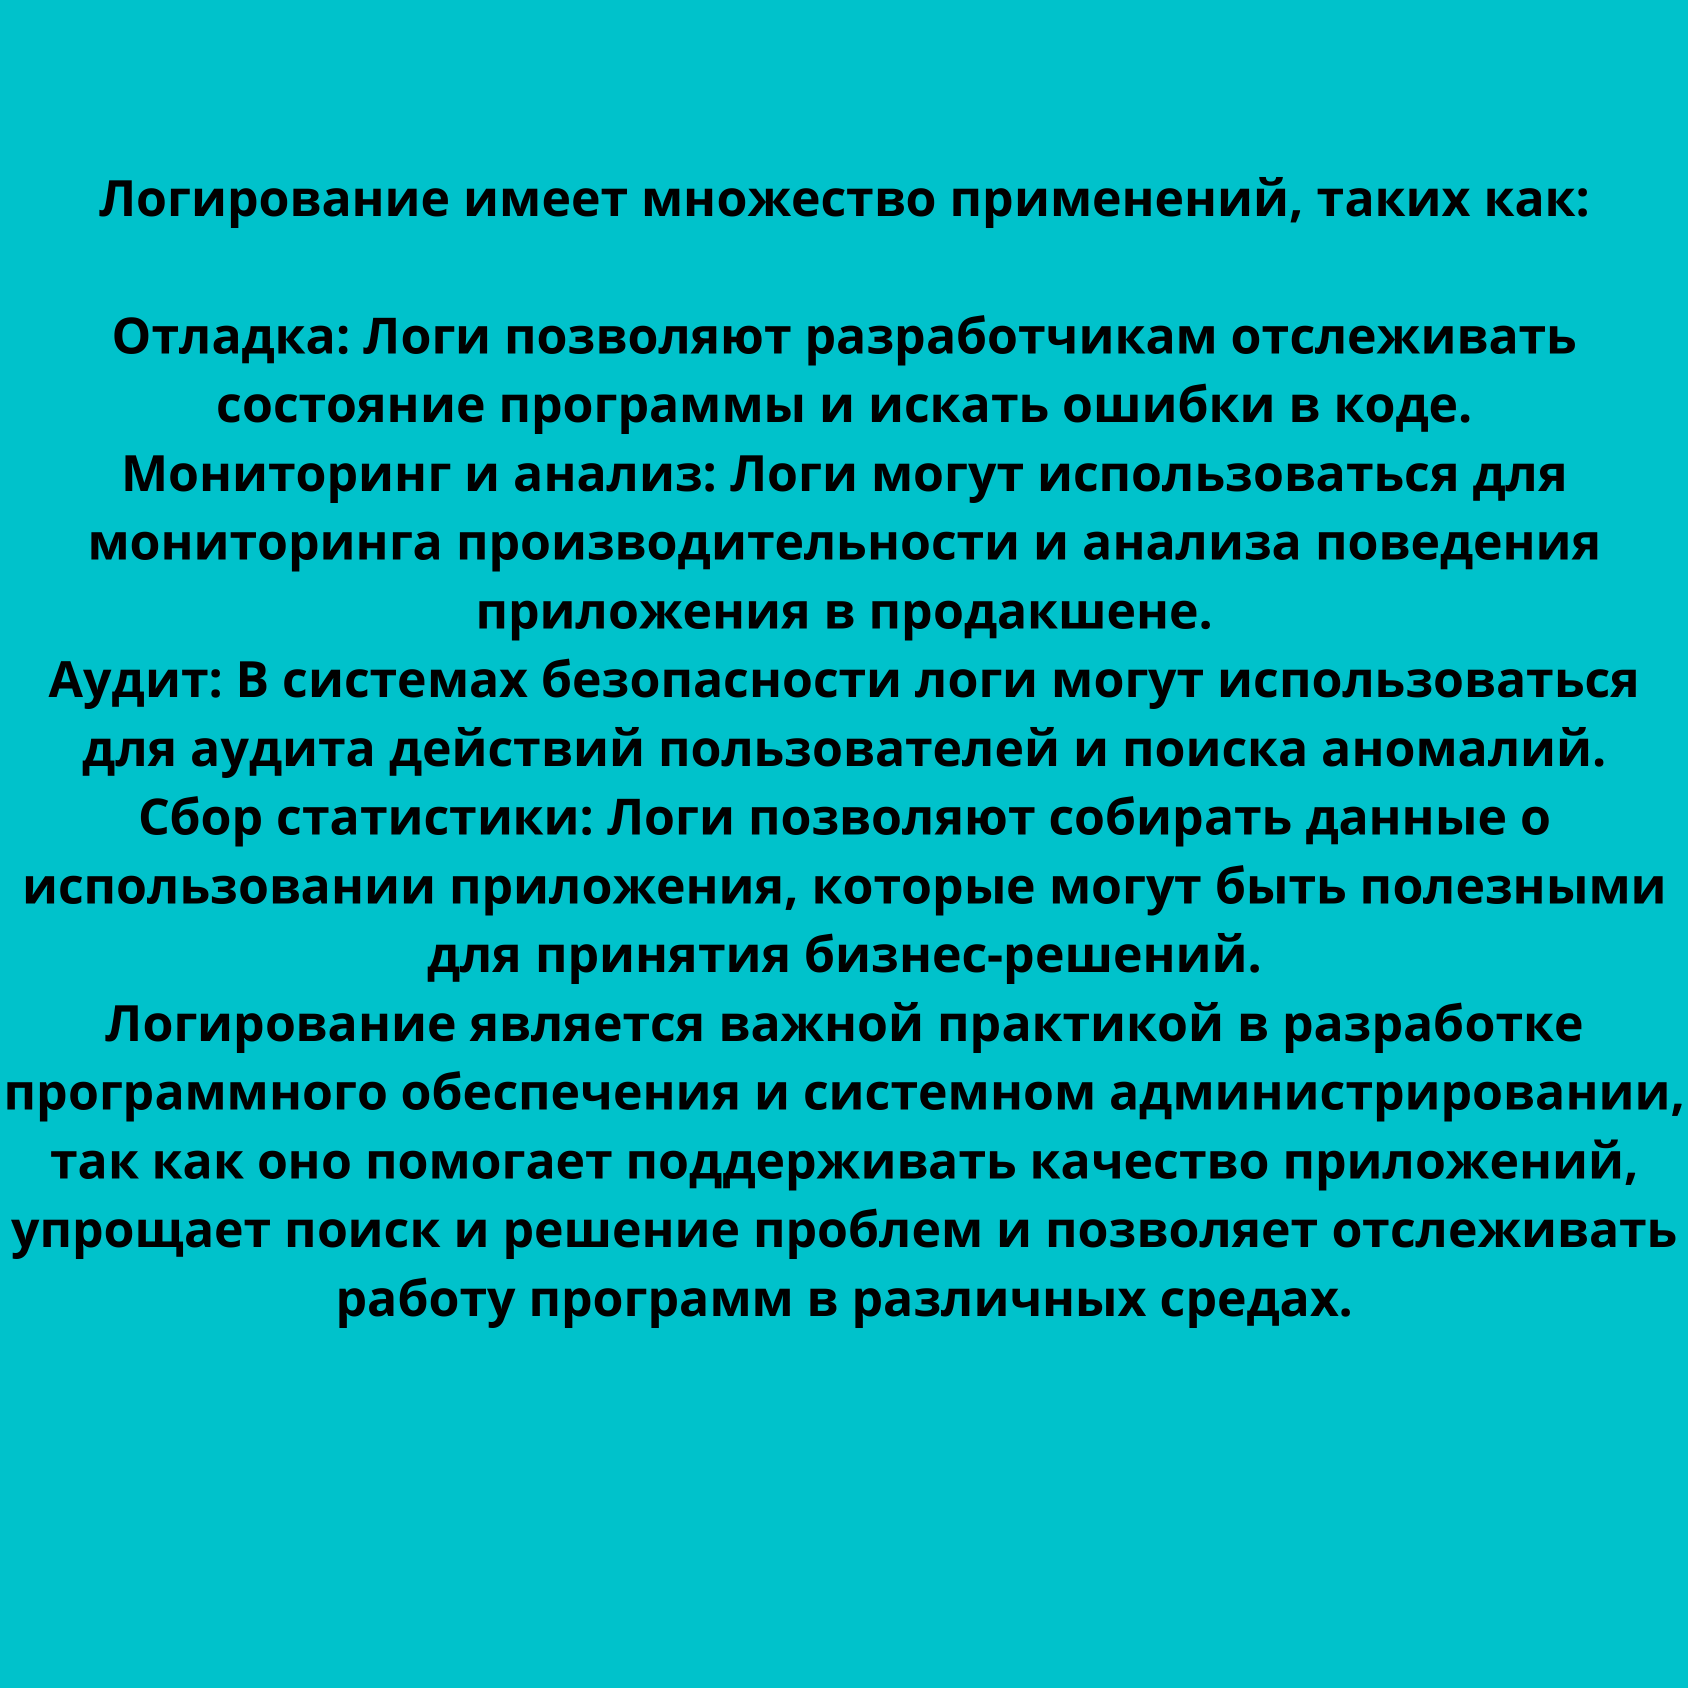 Логирование имеет множество применений, таких как:
Отладка: Логи позволяют разработчикам отслеживать
состояние программы и искать ошибки в коде.
Мониторинг и анализ: Логи могут использоваться для
мониторинга производительности и анализа поведения
приложения в продакшене.
Аудит: В системах безопасности логи могут использоваться
для аудита действий пользователей и поиска аномалий.
Сбор статистики: Логи позволяют собирать данные о
использовании приложения, которые могут быть полезными
для принятия бизнес-решений.
Логирование является важной практикой в разработке
программного обеспечения и системном администрировании,
так как оно помогает поддерживать качество приложений,
упрощает поиск и решение проблем и позволяет отслеживать
работу программ в различных средах.